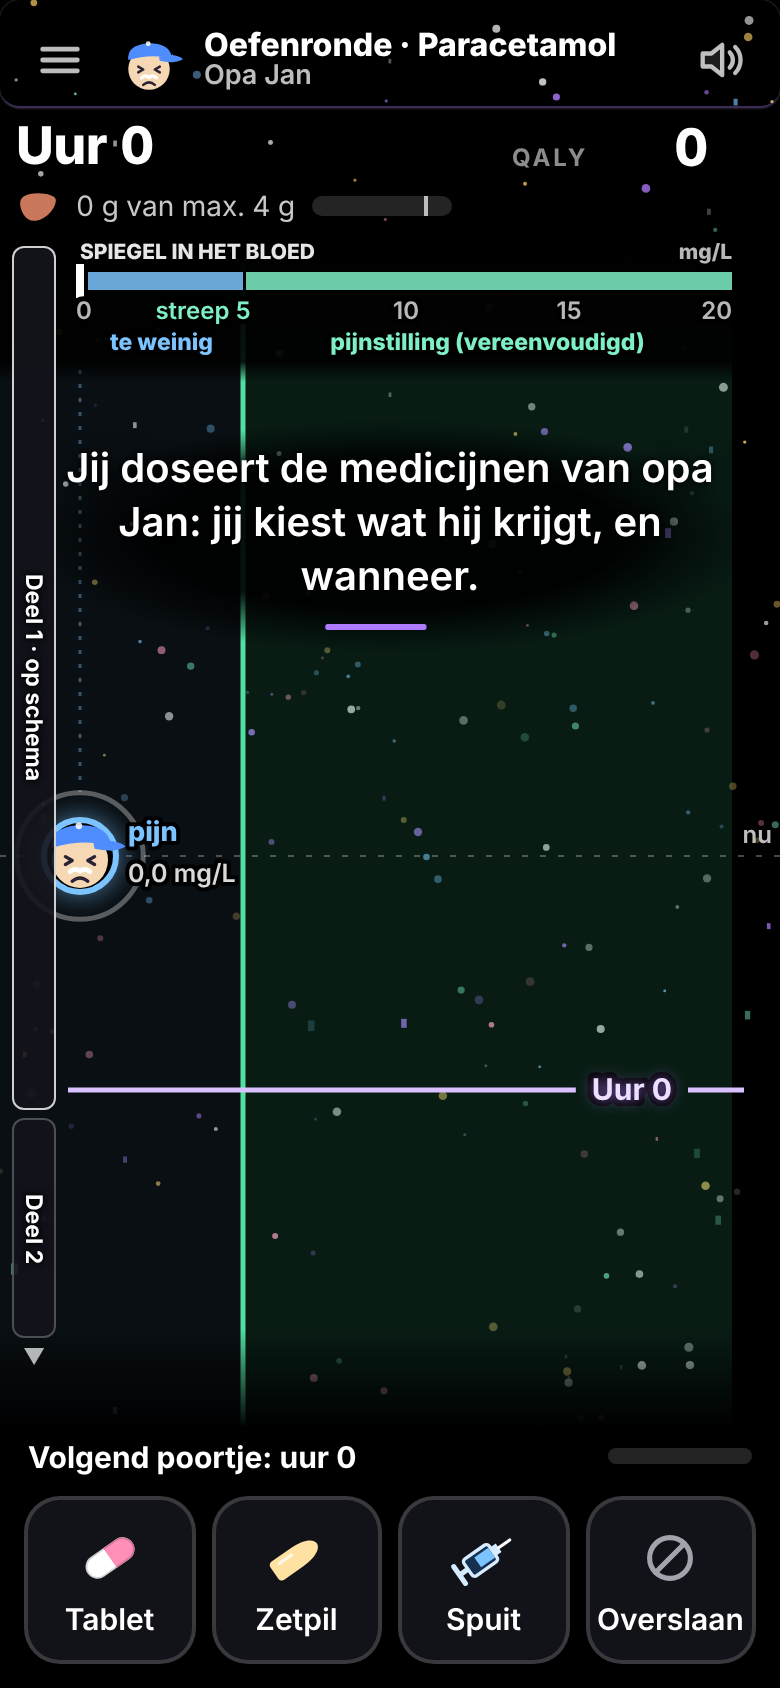 Oefenronde · Paracetamol
Opa Jan
Uur 0
QALY 0
0 g van max. 4 g
SPIEGEL IN HET BLOED mg/L
0 streep 5 10 15 20
te weinig pijnstilling (vereenvoudigd)
Jij doseert de medicijnen van opa
Jan: jij kiest wat hij krijgt, en
wanneer.
Deel 1 · op schema
pijn
0,0 mg/L
nu
Uur 0
Deel 2
Volgend poortje: uur 0
Tablet
Zetpil
Spuit
Overslaan